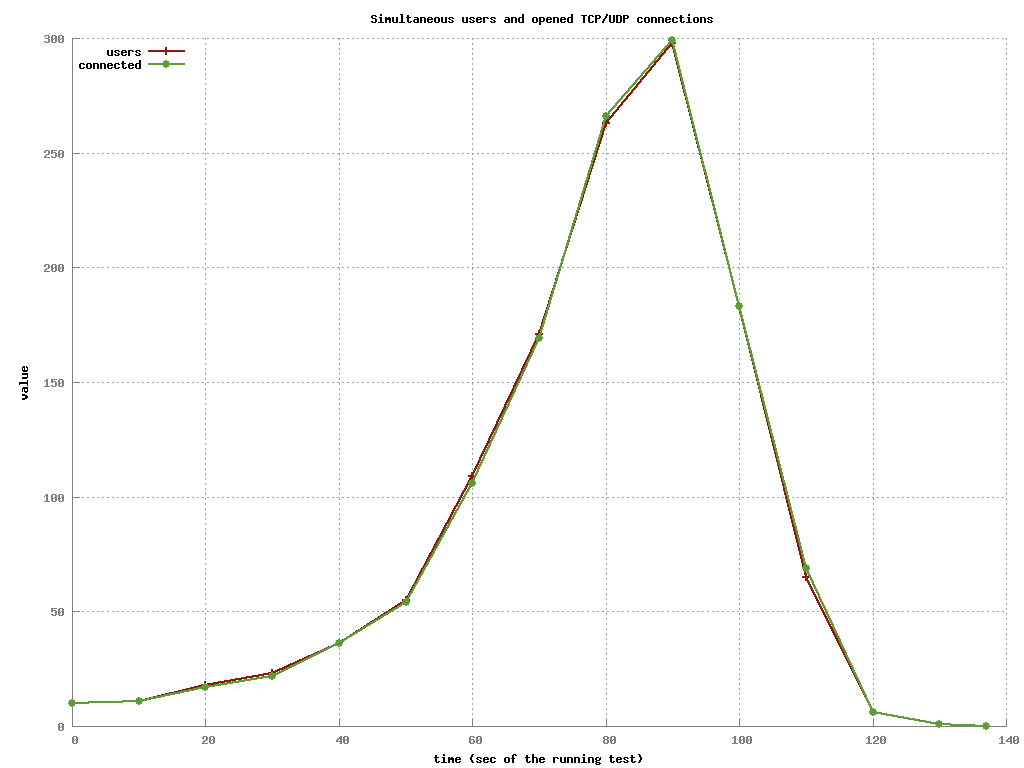 Simultaneous users and opened TCP/UDP connections
300
users
connected
250
200
150
value
100
50
0
0 20 40 60 80 100 120 140
time (sec of the running test)